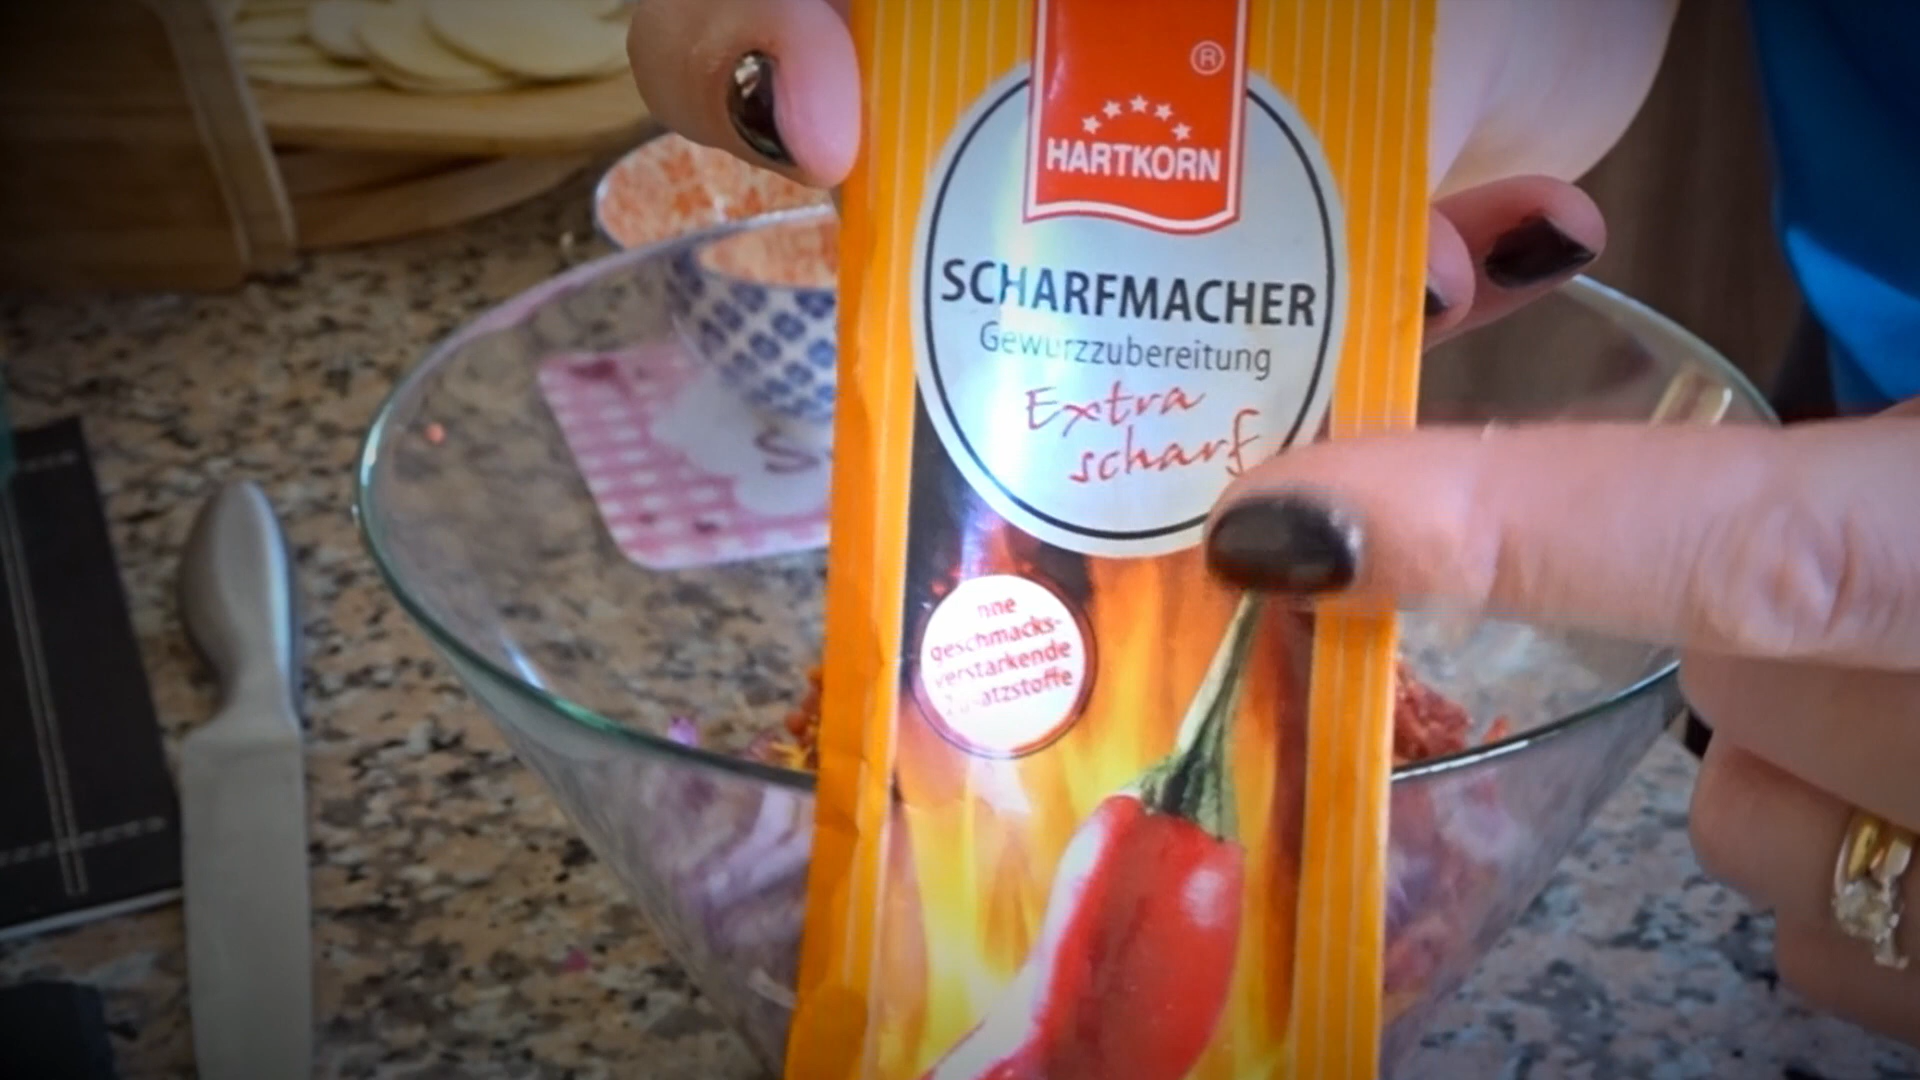 ®
HARTKORN
SCHARFMACHER
Gewürzzubereitung
Extra
scharf
geschmacks-
verstärkende